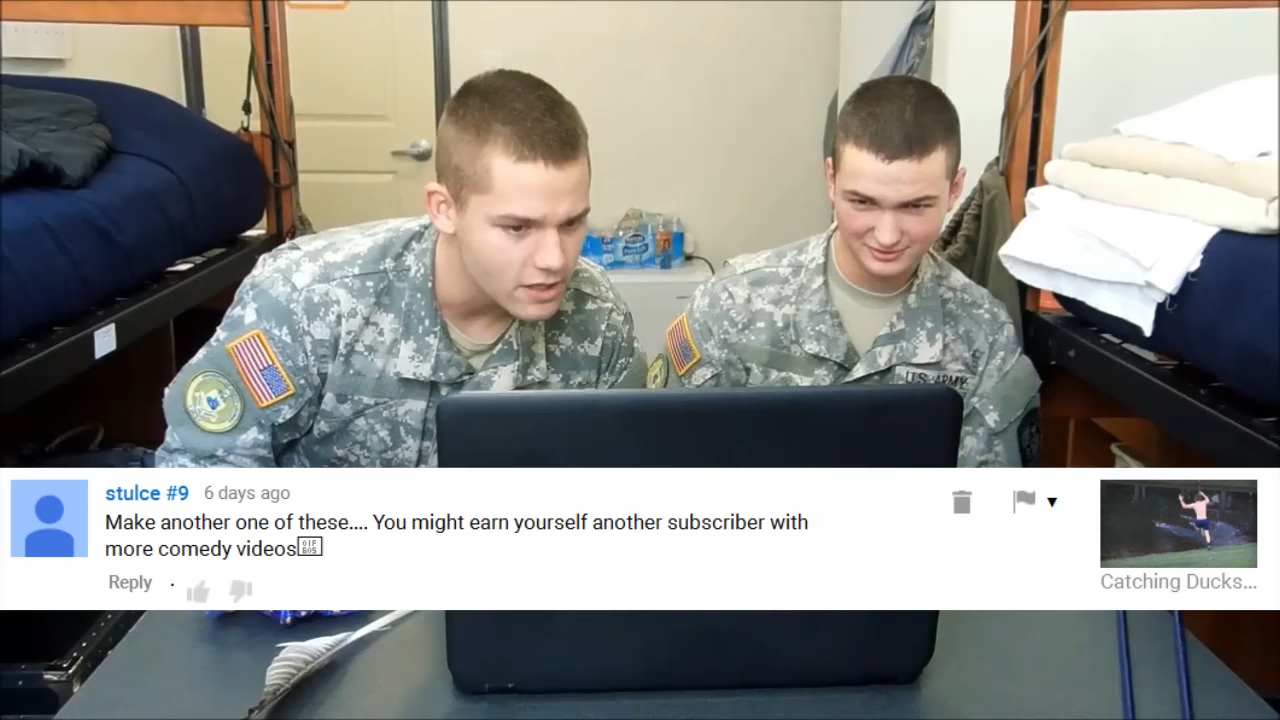 U.S. ARMY
stulce #9 6 days ago
Make another one of these.... You might earn yourself another subscriber with
more comedy videos
Reply .
Catching Ducks...